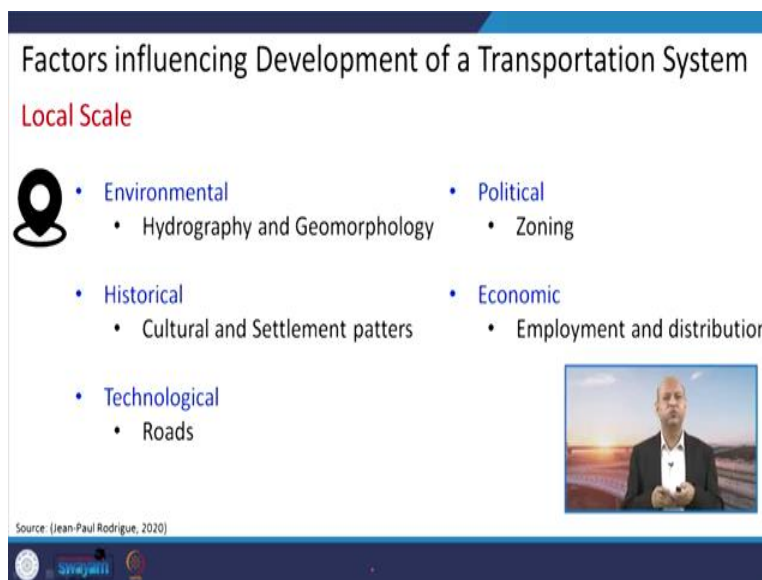 Factors influencing Development of a Transportation System
Local Scale
• Environmental
• Hydrography and Geomorphology
• Historical
• Cultural and Settlement patters
• Technological
• Roads
• Political
• Zoning
• Economic
• Employment and distribution
Source: (Jean-Paul Rodrigue, 2020)
swayam